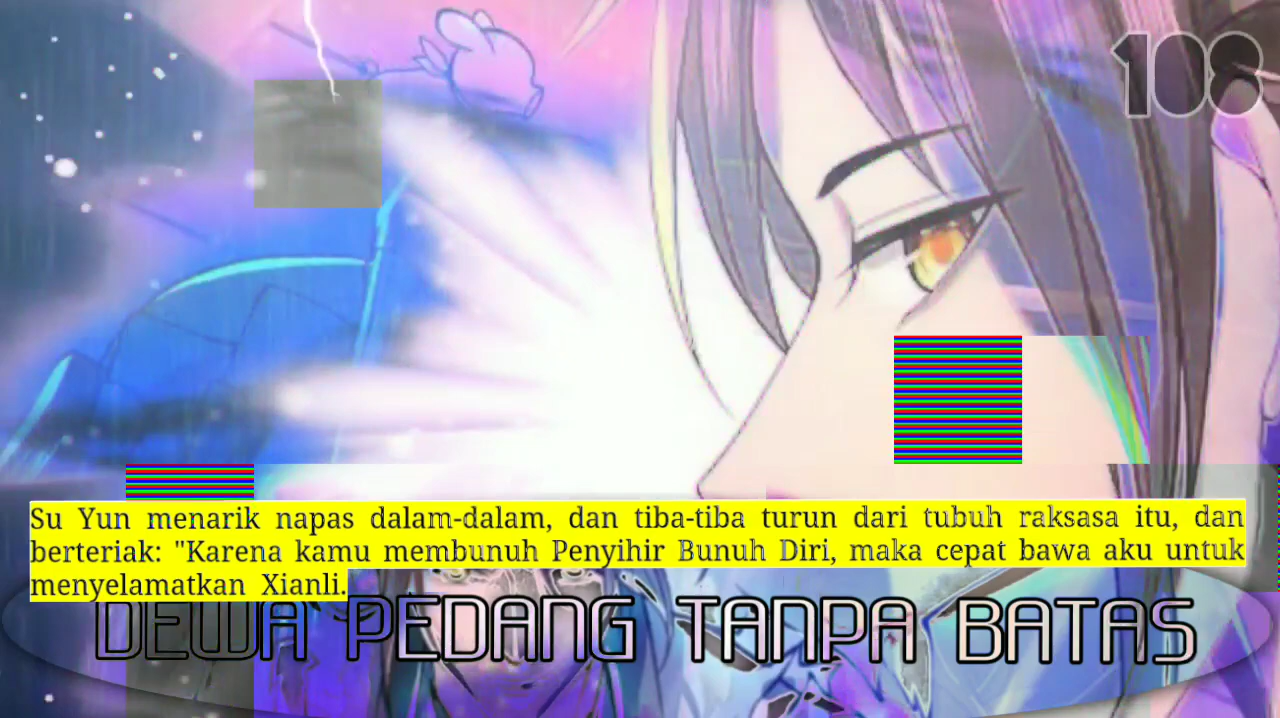 108
Su Yun menarik napas dalam-dalam, dan tiba-tiba turun dari tubuh raksasa itu, dan
berteriak: "Karena kamu membunuh Penyihir Bunuh Diri, maka cepat bawa aku untuk
menyelamatkan Xianli.
DEWA PEDANG TANPA BATAS